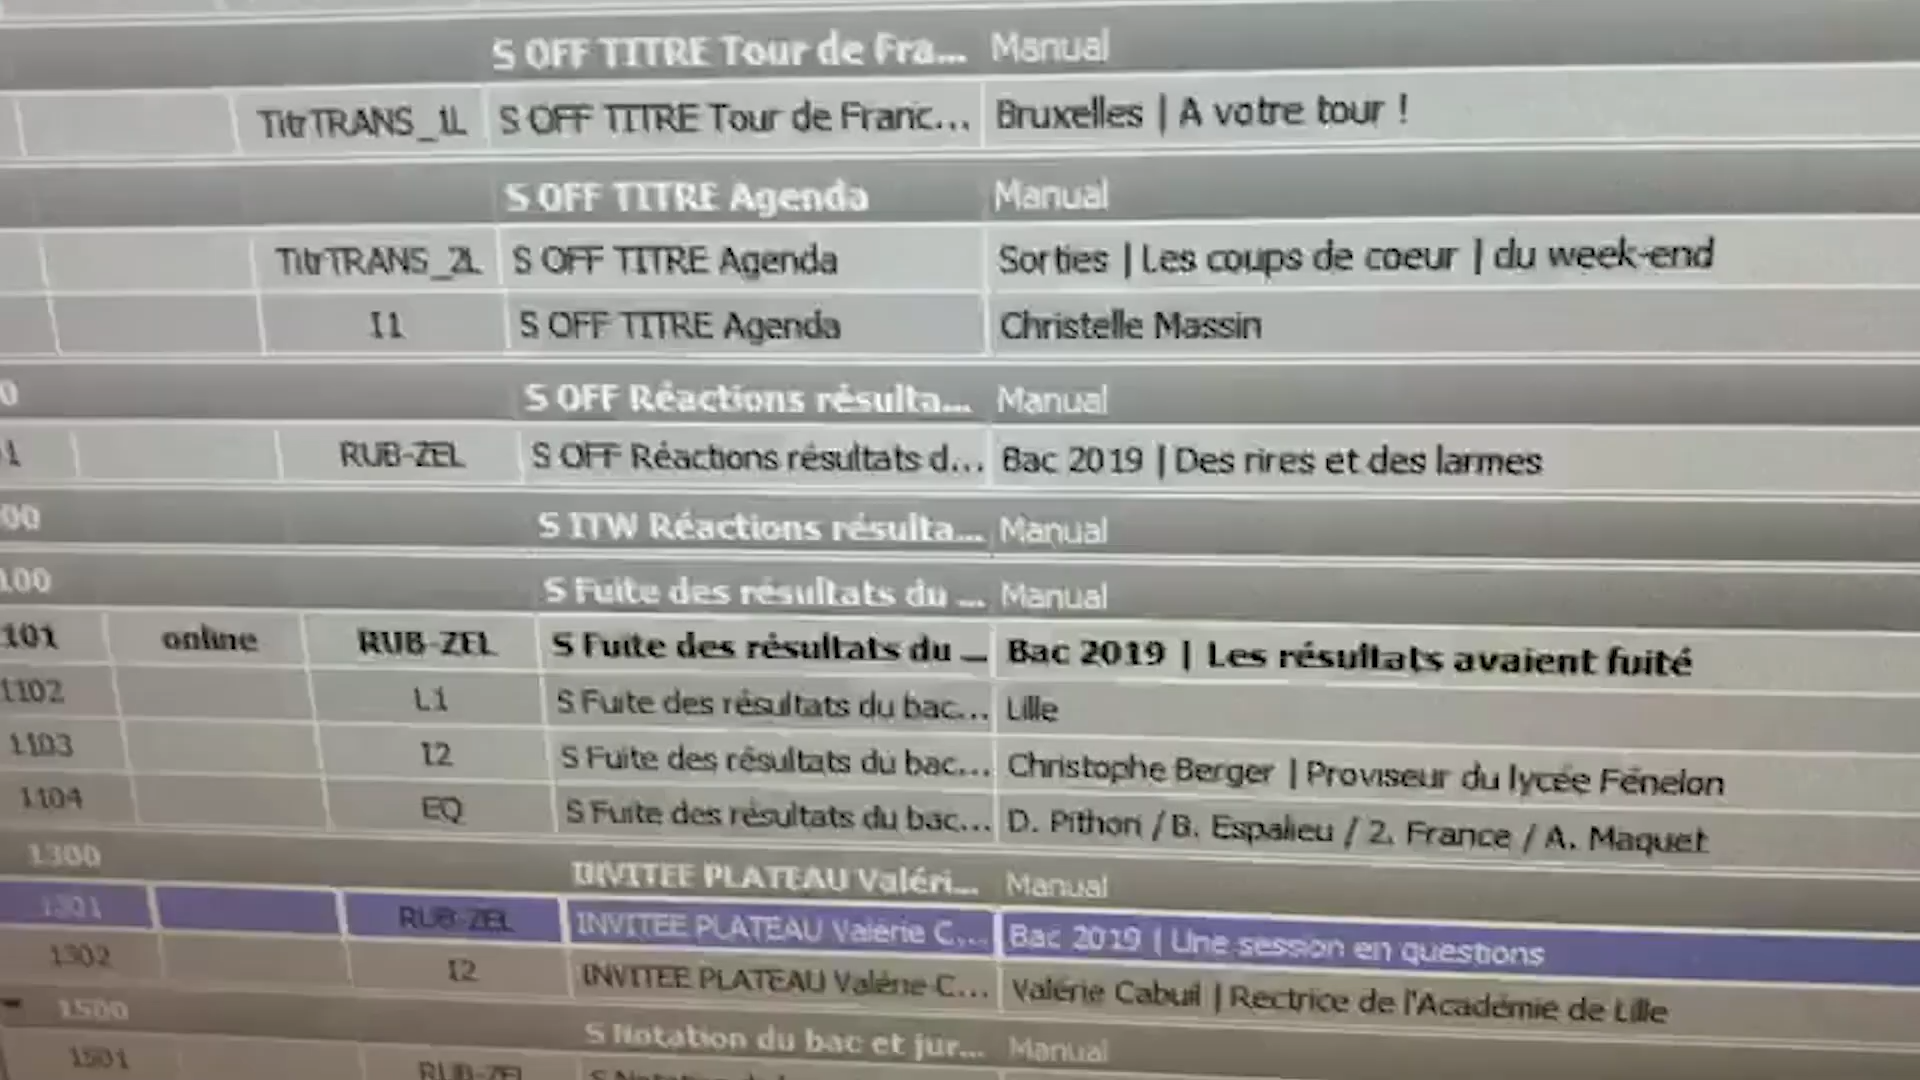 S OFF TITRE Tour de Fra... Manual
TitrTRANS_1L S OFF TITRE Tour de Franc... Bruxelles | A votre tour !
S OFF TITRE Agenda Manual
TitrTRANS_2L S OFF TITRE Agenda Sorties | Les coups de coeur | du week-end
I1 S OFF TITRE Agenda Christelle Massin
0 S OFF Réactions résulta... Manual
1 RUB-ZEL S OFF Réactions résultats d... Bac 2019 | Des rires et des larmes
00 S ITW Réactions résulta... Manual
100 S Fuite des résultats du ... Manual
101 online RUB-ZEL S Fuite des résultats du ... Bac 2019 | Les résultats avaient fuité
1102 L1 S Fuite des résultats du bac... Lille
1103 I2 S Fuite des résultats du bac... Christophe Berger | Proviseur du lycée Fénelon
1104 EQ S Fuite des résultats du bac... D. Pithon / B. Espalieu / 2. France / A. Maquet
1300 INVITEE PLATEAU Valéri... Manual
1301 RUB-ZEL INVITEE PLATEAU Valérie C... Bac 2019 | Une session en questions
1302 I2 INVITEE PLATEAU Valérie C... Valérie Cabuil | Rectrice de l'Académie de Lille
1500 S Notation du bac et jur... Manual
1501 RUB-ZEL